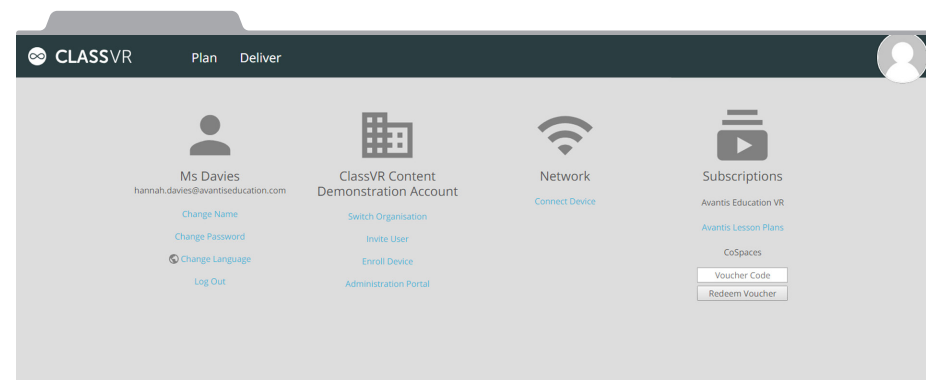 CLASSVR
Plan
Deliver
Ms Davies
hannah.davies@avantiseducation.com
Change Name
Change Password
Change Language
Log Out
ClassVR Content
Demonstration Account
Switch Organisation
Invite User
Enroll Device
Administration Portal
Network
Connect Device
Subscriptions
Avantis Education VR
Avantis Lesson Plans
CoSpaces
Voucher Code
Redeem Voucher